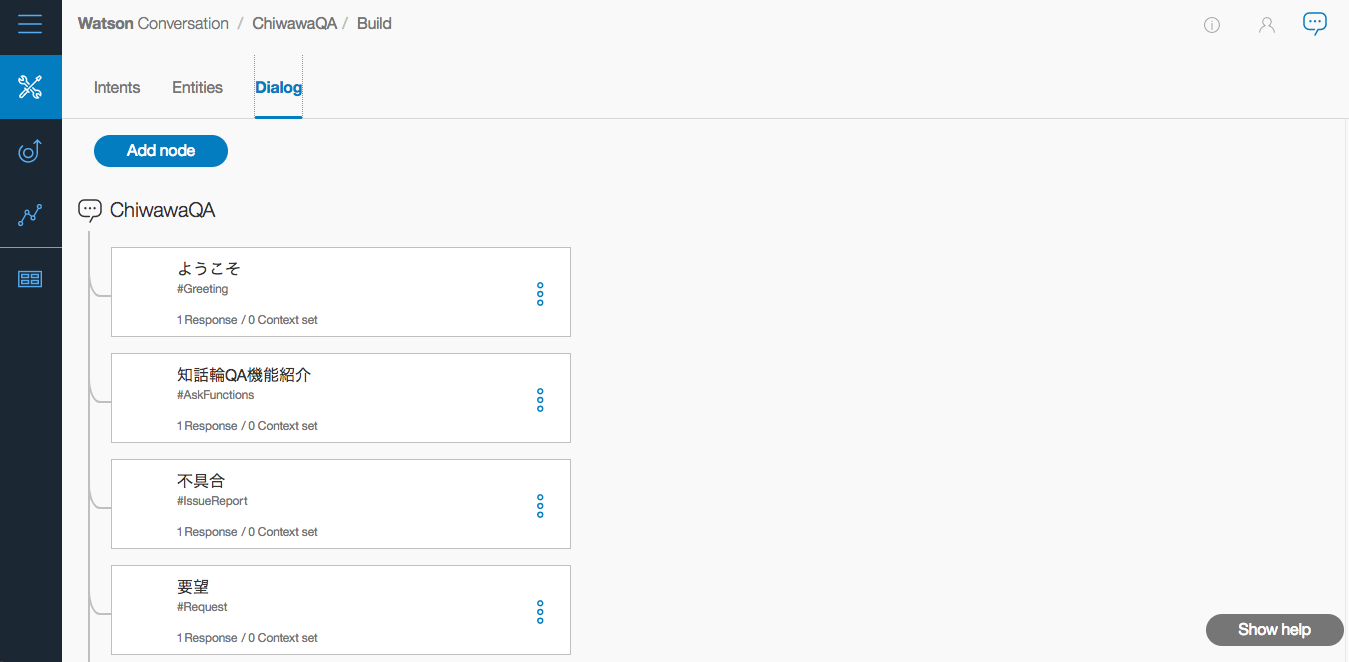 Watson Conversation / ChiwawaQA / Build
Intents Entities Dialog
Add node
ChiwawaQA
ようこそ
#Greeting
1 Response / 0 Context set
知話輪QA機能紹介
#AskFunctions
1 Response / 0 Context set
不具合
#IssueReport
1 Response / 0 Context set
要望
#Request
1 Response / 0 Context set
Show help